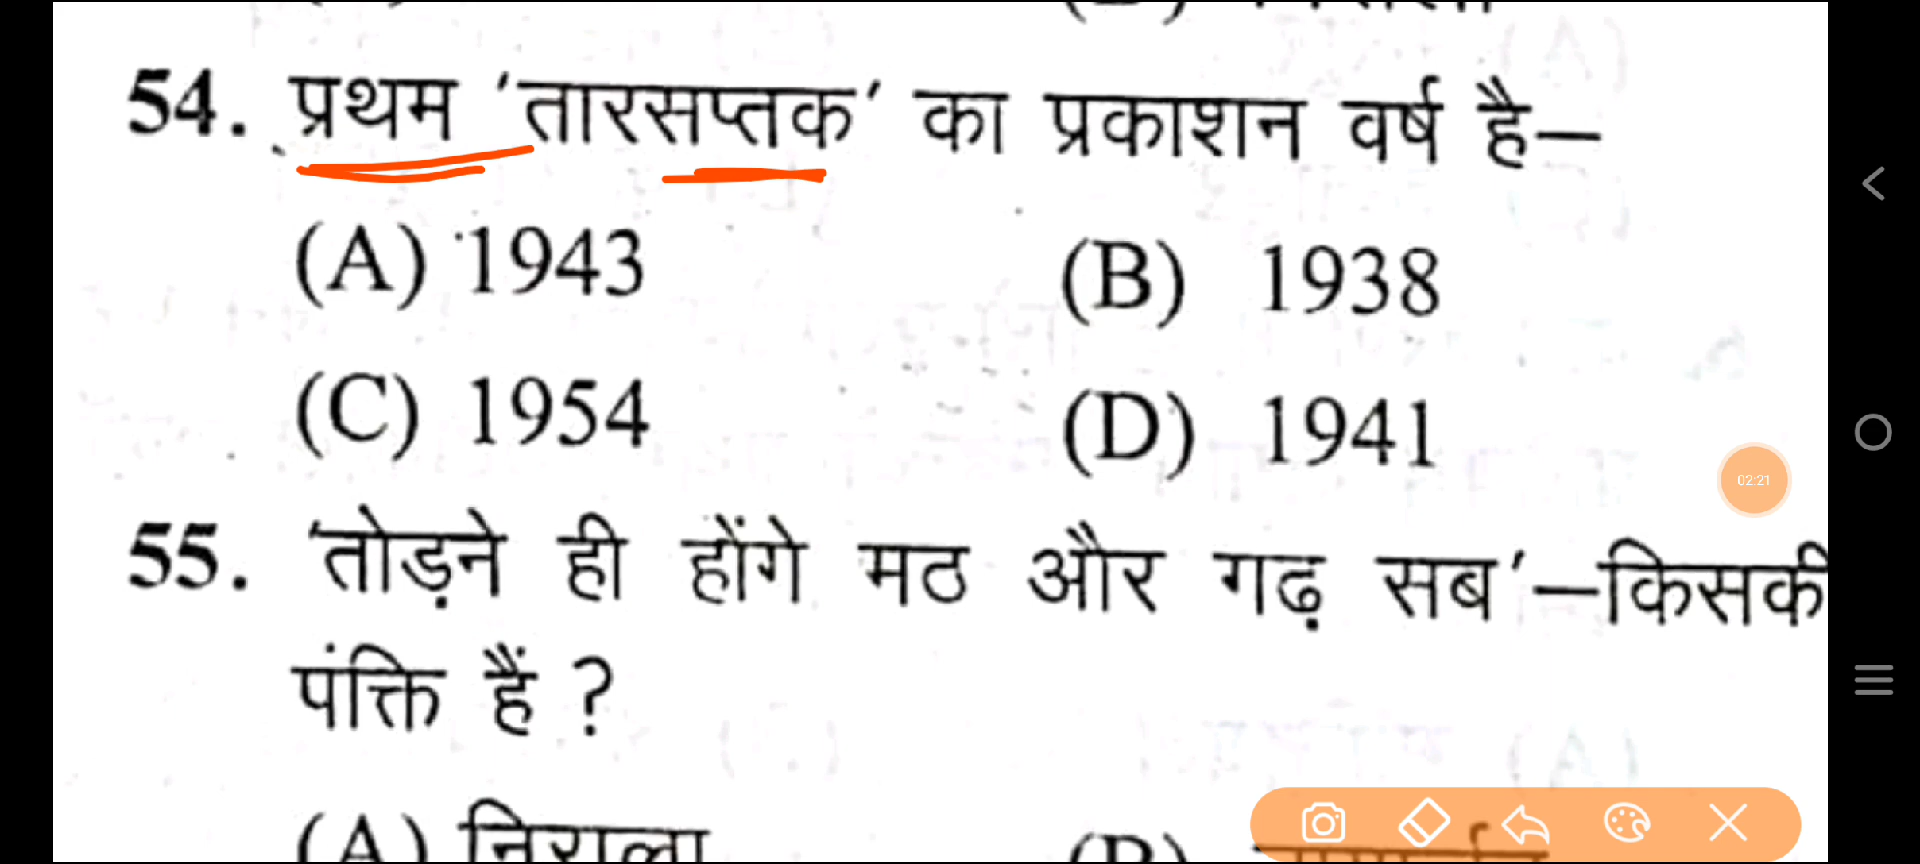 54. प्रथम ‘तारसप्तक’ का प्रकाशन वर्ष है—
(A) 1943 (B) 1938
(C) 1954 (D) 1941
02:21
55. ‘तोड़ने ही होंगे मठ और गढ़ सब’—किसकी
पंक्ति हैं ?
(A) निराला (B)